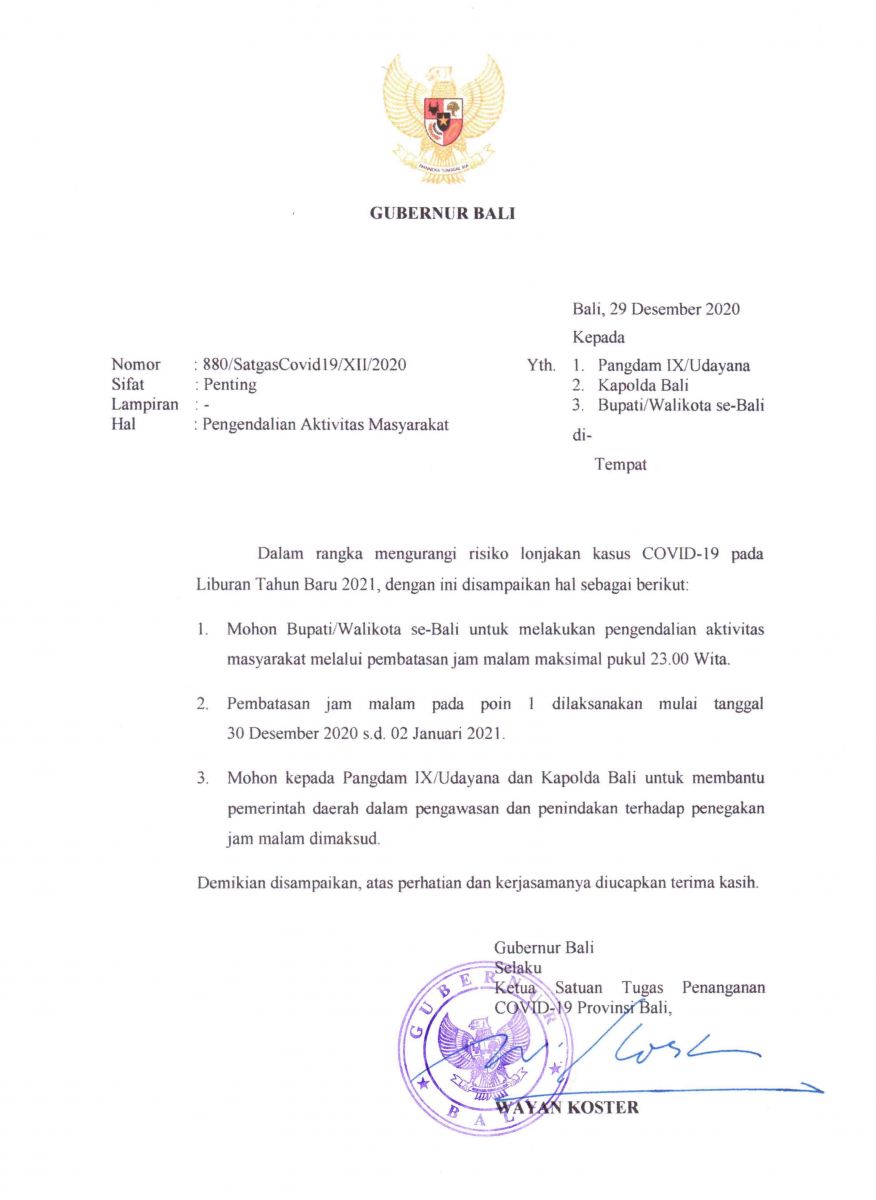 BHINNEKA TUNGGAL IKA
GUBERNUR BALI
Bali, 29 Desember 2020
Kepada
Nomor : 880/SatgasCovid19/XII/2020
Sifat : Penting
Lampiran : -
Hal : Pengendalian Aktivitas Masyarakat
Yth. 1. Pangdam IX/Udayana
2. Kapolda Bali
3. Bupati/Walikota se-Bali
di-
Tempat
Dalam rangka mengurangi risiko lonjakan kasus COVID-19 pada
Liburan Tahun Baru 2021, dengan ini disampaikan hal sebagai berikut:
1. Mohon Bupati/Walikota se-Bali untuk melakukan pengendalian aktivitas
masyarakat melalui pembatasan jam malam maksimal pukul 23.00 Wita.
2. Pembatasan jam malam pada poin 1 dilaksanakan mulai tanggal
30 Desember 2020 s.d. 02 Januari 2021.
3. Mohon kepada Pangdam IX/Udayana dan Kapolda Bali untuk membantu
pemerintah daerah dalam pengawasan dan penindakan terhadap penegakan
jam malam dimaksud.
Demikian disampaikan, atas perhatian dan kerjasamanya diucapkan terima kasih.
Gubernur Bali
Selaku
Ketua Satuan Tugas Penanganan
COVID-19 Provinsi Bali,
GUBERNUR
BALI
WAYAN KOSTER